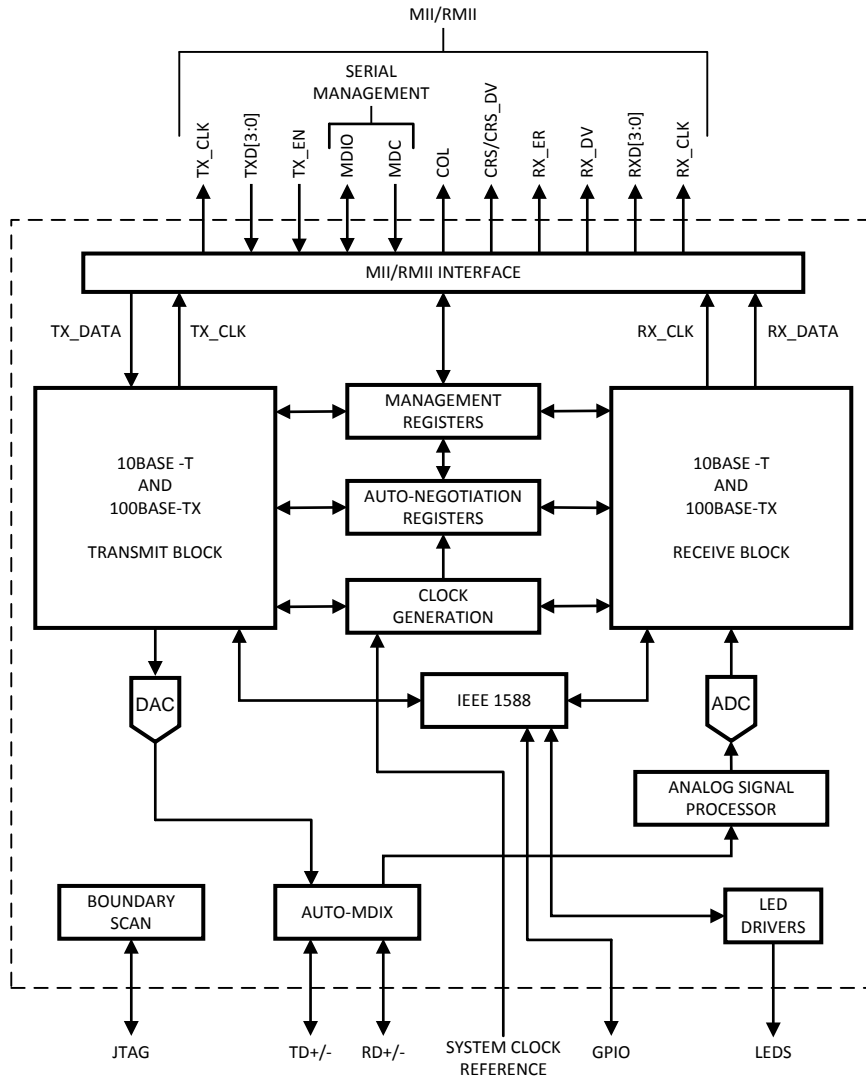 MII/RMII
SERIAL
MANAGEMENT
TX_CLK
TXD[3:0]
TX_EN
MDIO
MDC
COL
CRS/CRS_DV
RX_ER
RX_DV
RXD[3:0]
RX_CLK
MII/RMII INTERFACE
TX_DATA
TX_CLK
RX_CLK
RX_DATA
10BASE -T
AND
100BASE-TX
TRANSMIT BLOCK
MANAGEMENT
REGISTERS
AUTO-NEGOTIATION
REGISTERS
CLOCK
GENERATION
10BASE -T
AND
100BASE-TX
RECEIVE BLOCK
DAC
IEEE 1588
ADC
ANALOG SIGNAL
PROCESSOR
BOUNDARY
SCAN
AUTO-MDIX
LED
DRIVERS
JTAG
TD+/-
RD+/-
SYSTEM CLOCK
REFERENCE
GPIO
LEDS